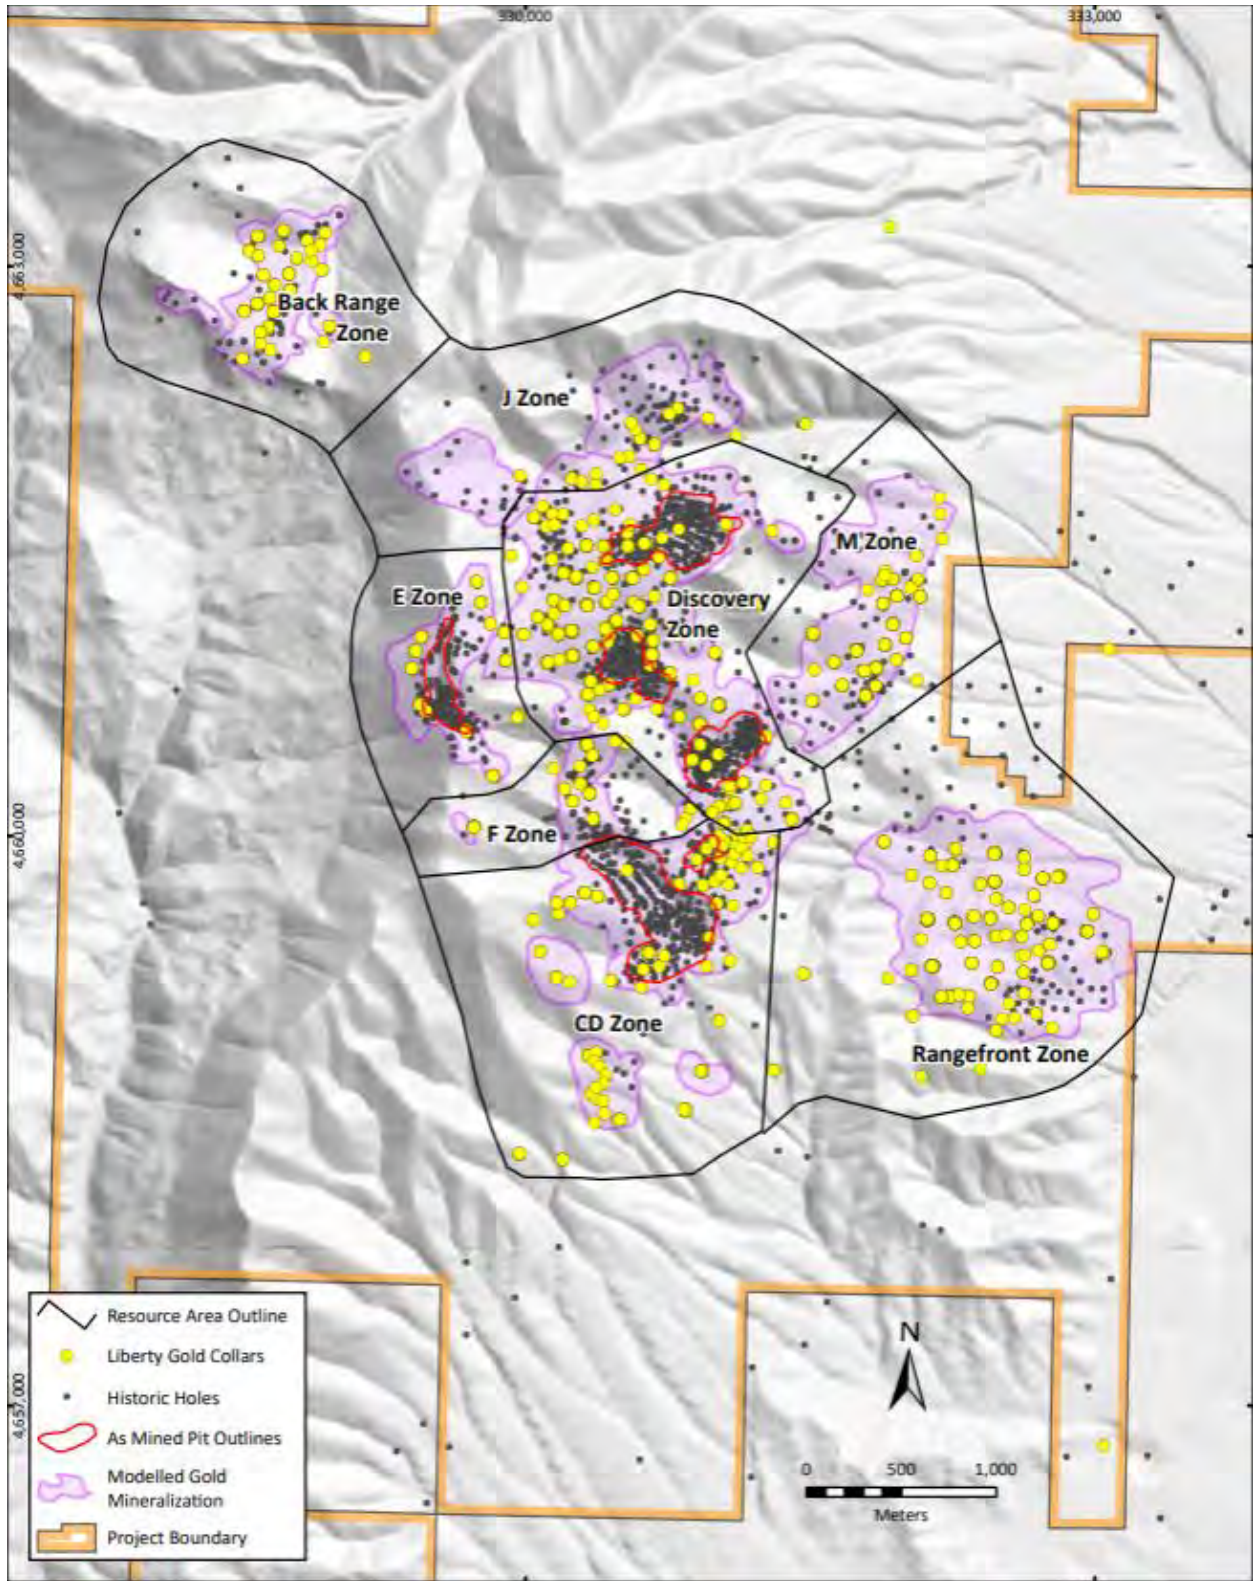 330,000
333,000
4,663,000
Back Range
Zone
J Zone
M Zone
E Zone
Discovery
Zone
4,660,000
F Zone
CD Zone
Rangefront Zone
4,657,000
Resource Area Outline
Liberty Gold Collars
Historic Holes
As Mined Pit Outlines
Modelled Gold
Mineralization
Project Boundary
N
0 500 1,000
Meters